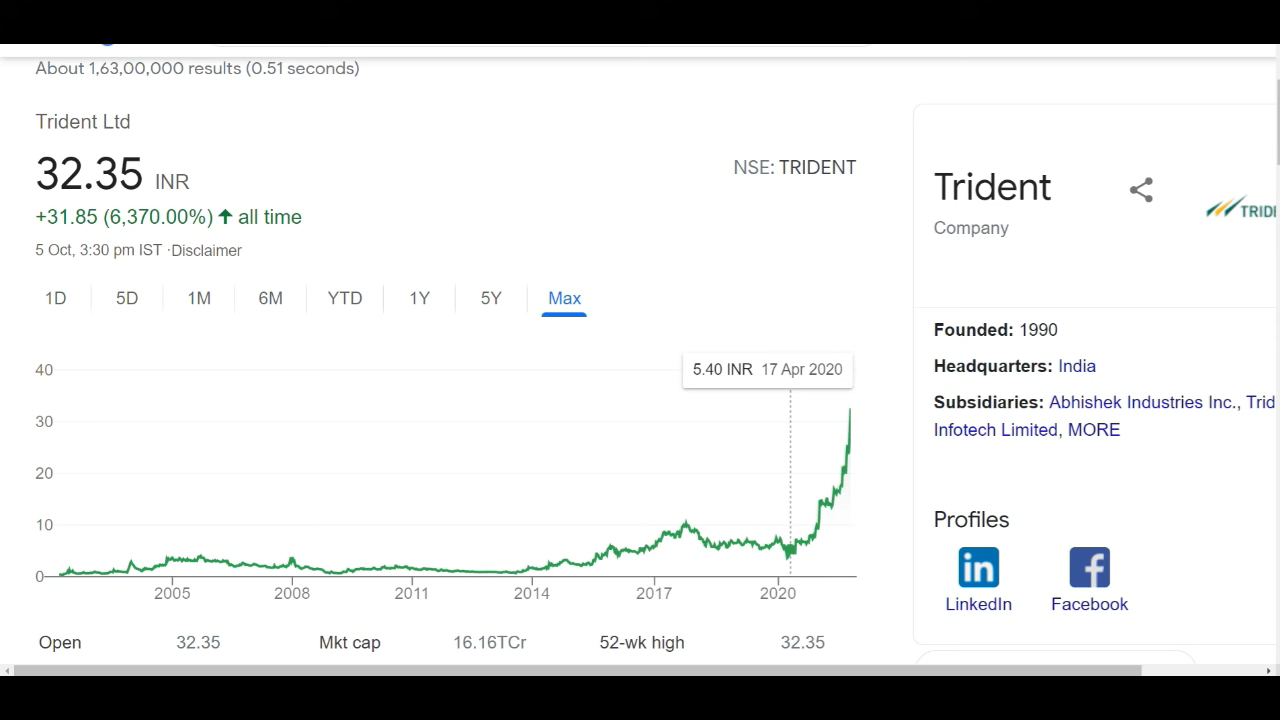 About 1,63,00,000 results (0.51 seconds)
Trident Ltd
32.35 INR
+31.85 (6,370.00%) ↑ all time
5 Oct, 3:30 pm IST ·Disclaimer
NSE: TRIDENT
1D 5D 1M 6M YTD 1Y 5Y Max
5.40 INR 17 Apr 2020
40
30
20
10
0
2005 2008 2011 2014 2017 2020
Open 32.35 Mkt cap 16.16TCr 52-wk high 32.35
Trident
Company
TRIDE
Founded: 1990
Headquarters: India
Subsidiaries: Abhishek Industries Inc., Trid
Infotech Limited, MORE
Profiles
in f
LinkedIn Facebook